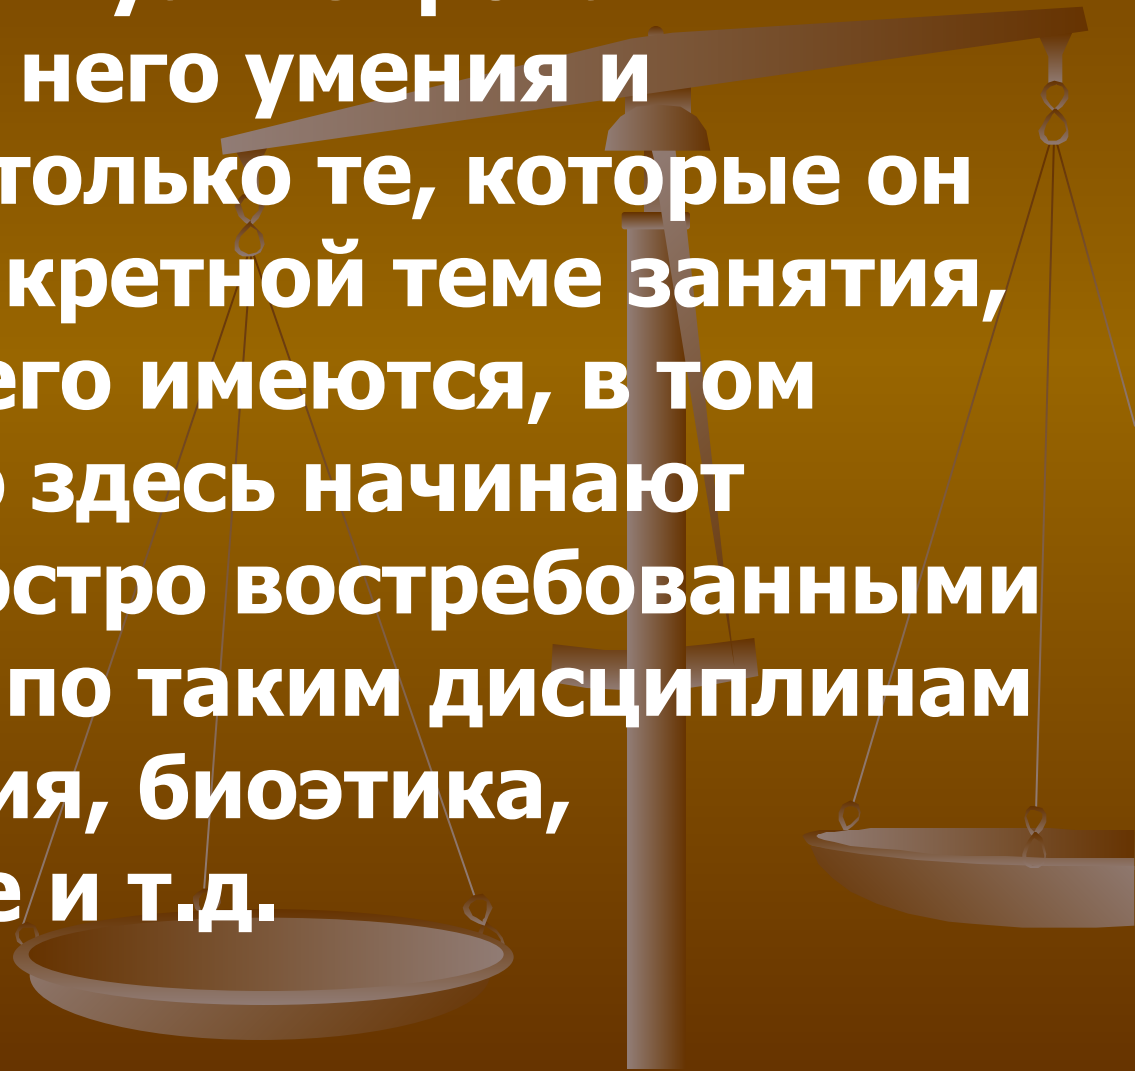 него умения и
только те, которые он
кретной теме занятия,
его имеются, в том
здесь начинают
остро востребованными
по таким дисциплинам
ия, биоэтика,
е и т.д.